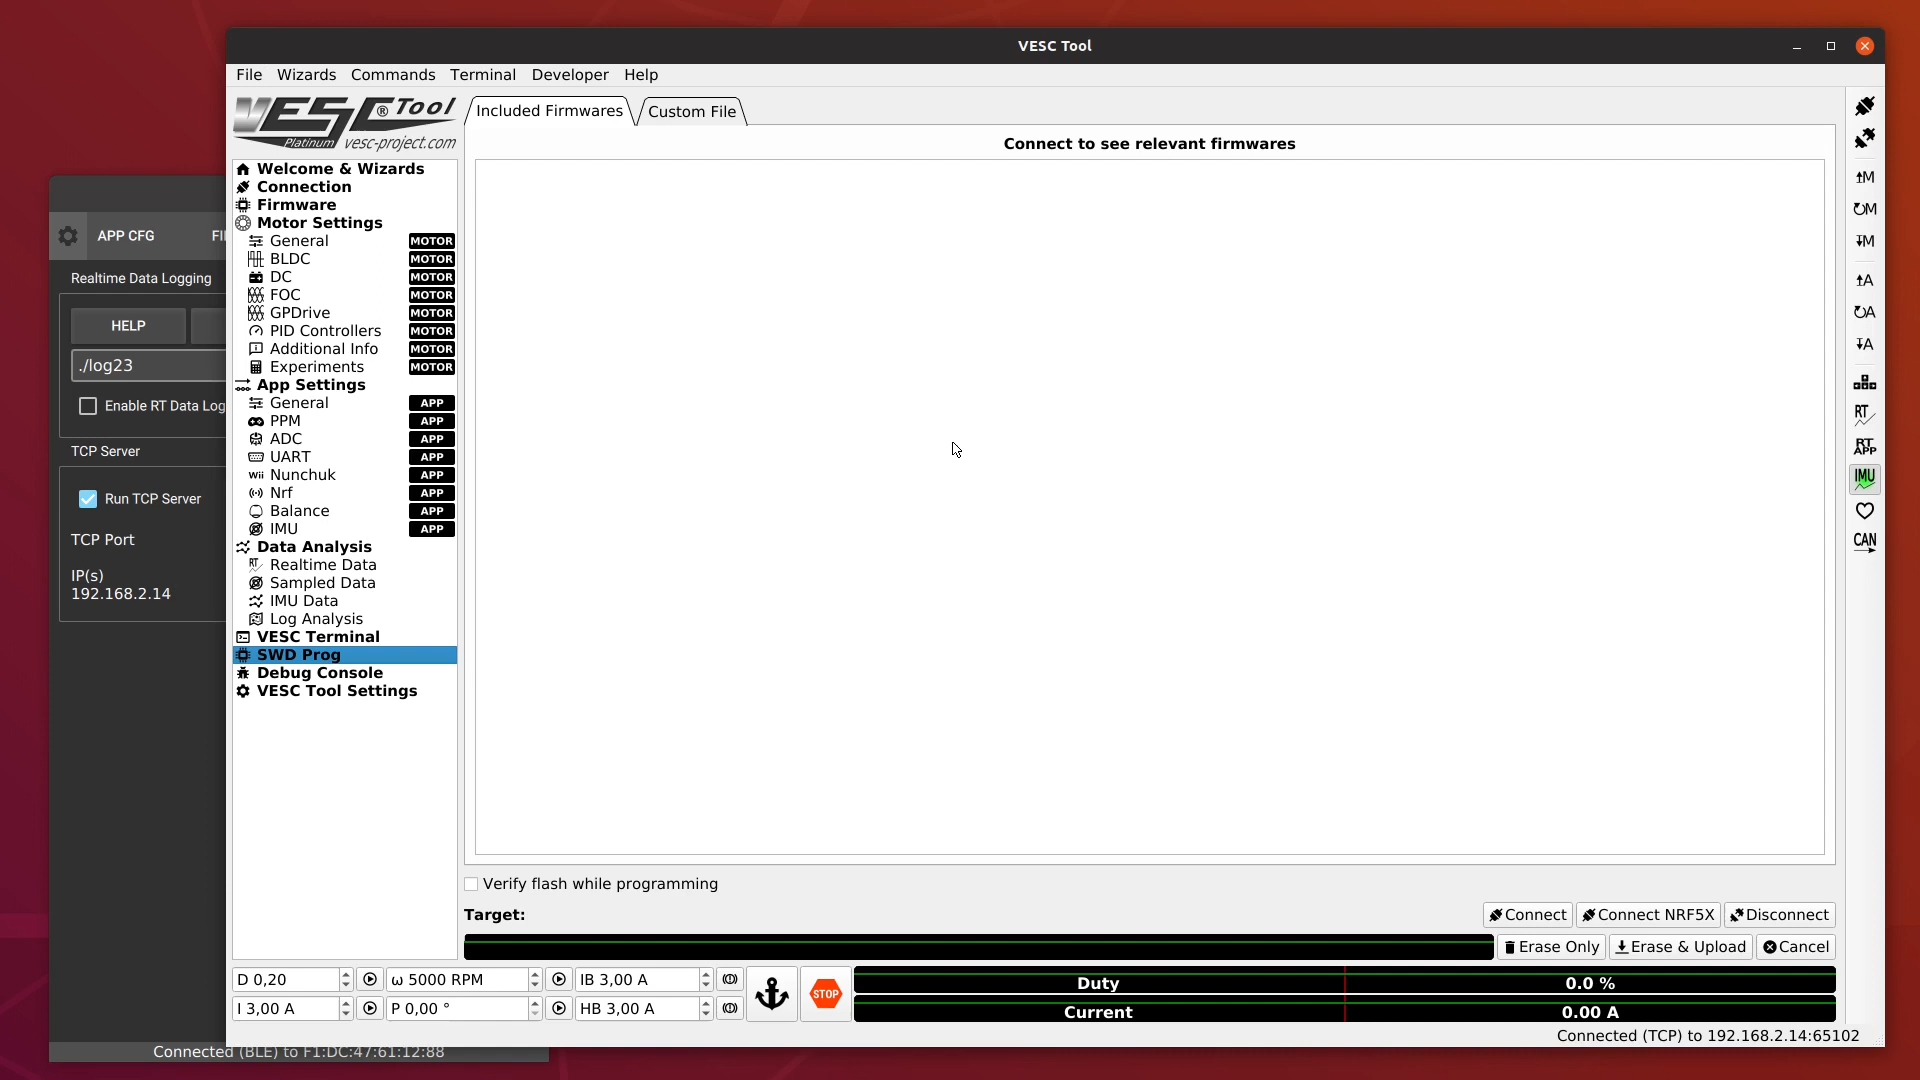 VESC Tool
File Wizards Commands Terminal Developer Help
VESC® Tool
Platinum vesc-project.com
Included Firmwares
Custom File
Connect to see relevant firmwares
Welcome & Wizards
Connection
Firmware
Motor Settings
General MOTOR
BLDC MOTOR
DC MOTOR
FOC MOTOR
GPDrive MOTOR
PID Controllers MOTOR
Additional Info MOTOR
Experiments MOTOR
App Settings
General APP
PPM APP
ADC APP
UART APP
Wii Nunchuk APP
Nrf APP
Balance APP
IMU APP
Data Analysis
RT Realtime Data
Sampled Data
IMU Data
Log Analysis
VESC Terminal
SWD Prog
Debug Console
VESC Tool Settings
APP CFG
FI
Realtime Data Logging
HELP
./log23
Enable RT Data Log
TCP Server
Run TCP Server
TCP Port
IP(s)
192.168.2.14
Connected (BLE) to F1:DC:47:61:12:88
M
M
M
A
A
A
RT
RT
APP
IMU
CAN
Verify flash while programming
Target:
Connect
Connect NRF5X
Disconnect
Erase Only
Erase & Upload
Cancel
D 0,20
ω 5000 RPM
IB 3,00 A
I 3,00 A
P 0,00 °
HB 3,00 A
STOP
Duty 0.0 %
Current 0.00 A
Connected (TCP) to 192.168.2.14:65102